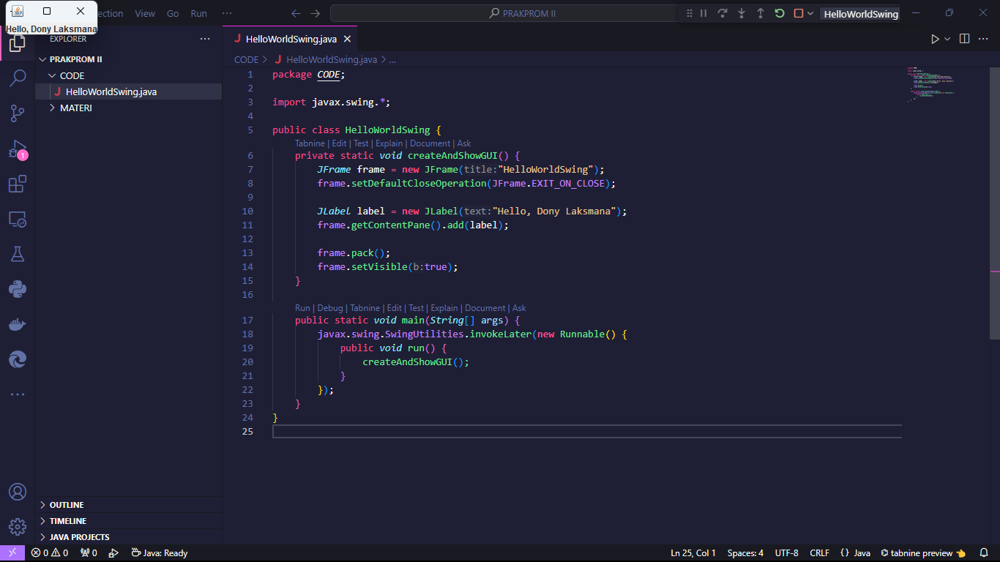 ection View Go Run ··· PRAKPROM II HelloWorldSwing
Hello, Dony Laksmana
EXPLORER
PRAKPROM II
CODE
J HelloWorldSwing.java
MATERI
J HelloWorldSwing.java
CODE > J HelloWorldSwing.java > ...
1 package CODE;
2
3 import javax.swing.*;
4
5 public class HelloWorldSwing {
Tabnine | Edit | Test | Explain | Document | Ask
6 private static void createAndShowGUI() {
7 JFrame frame = new JFrame(title:"HelloWorldSwing");
8 frame.setDefaultCloseOperation(JFrame.EXIT_ON_CLOSE);
9
10 JLabel label = new JLabel(text:"Hello, Dony Laksmana");
11 frame.getContentPane().add(label);
12
13 frame.pack();
14 frame.setVisible(b:true);
15 }
16
Run | Debug | Tabnine | Edit | Test | Explain | Document | Ask
17 public static void main(String[] args) {
18 javax.swing.SwingUtilities.invokeLater(new Runnable() {
19 public void run() {
20 createAndShowGUI();
21 }
22 });
23 }
24 }
25
1
OUTLINE
TIMELINE
JAVA PROJECTS
0 0 0 Java: Ready Ln 25, Col 1 Spaces: 4 UTF-8 CRLF {} Java tabnine preview 👈